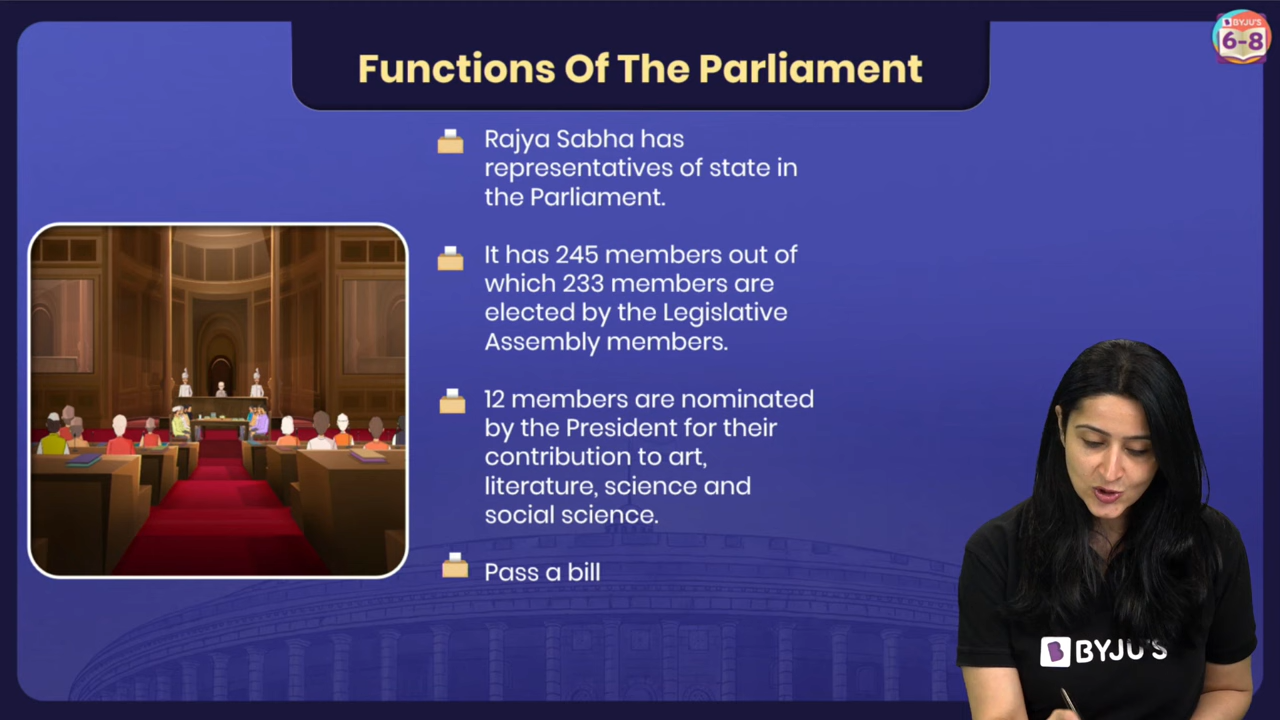 BYJU'S
6-8
Functions Of The Parliament
Rajya Sabha has
representatives of state in
the Parliament.
It has 245 members out of
which 233 members are
elected by the Legislative
Assembly members.
12 members are nominated
by the President for their
contribution to art,
literature, science and
social science.
Pass a bill
BYJU'S